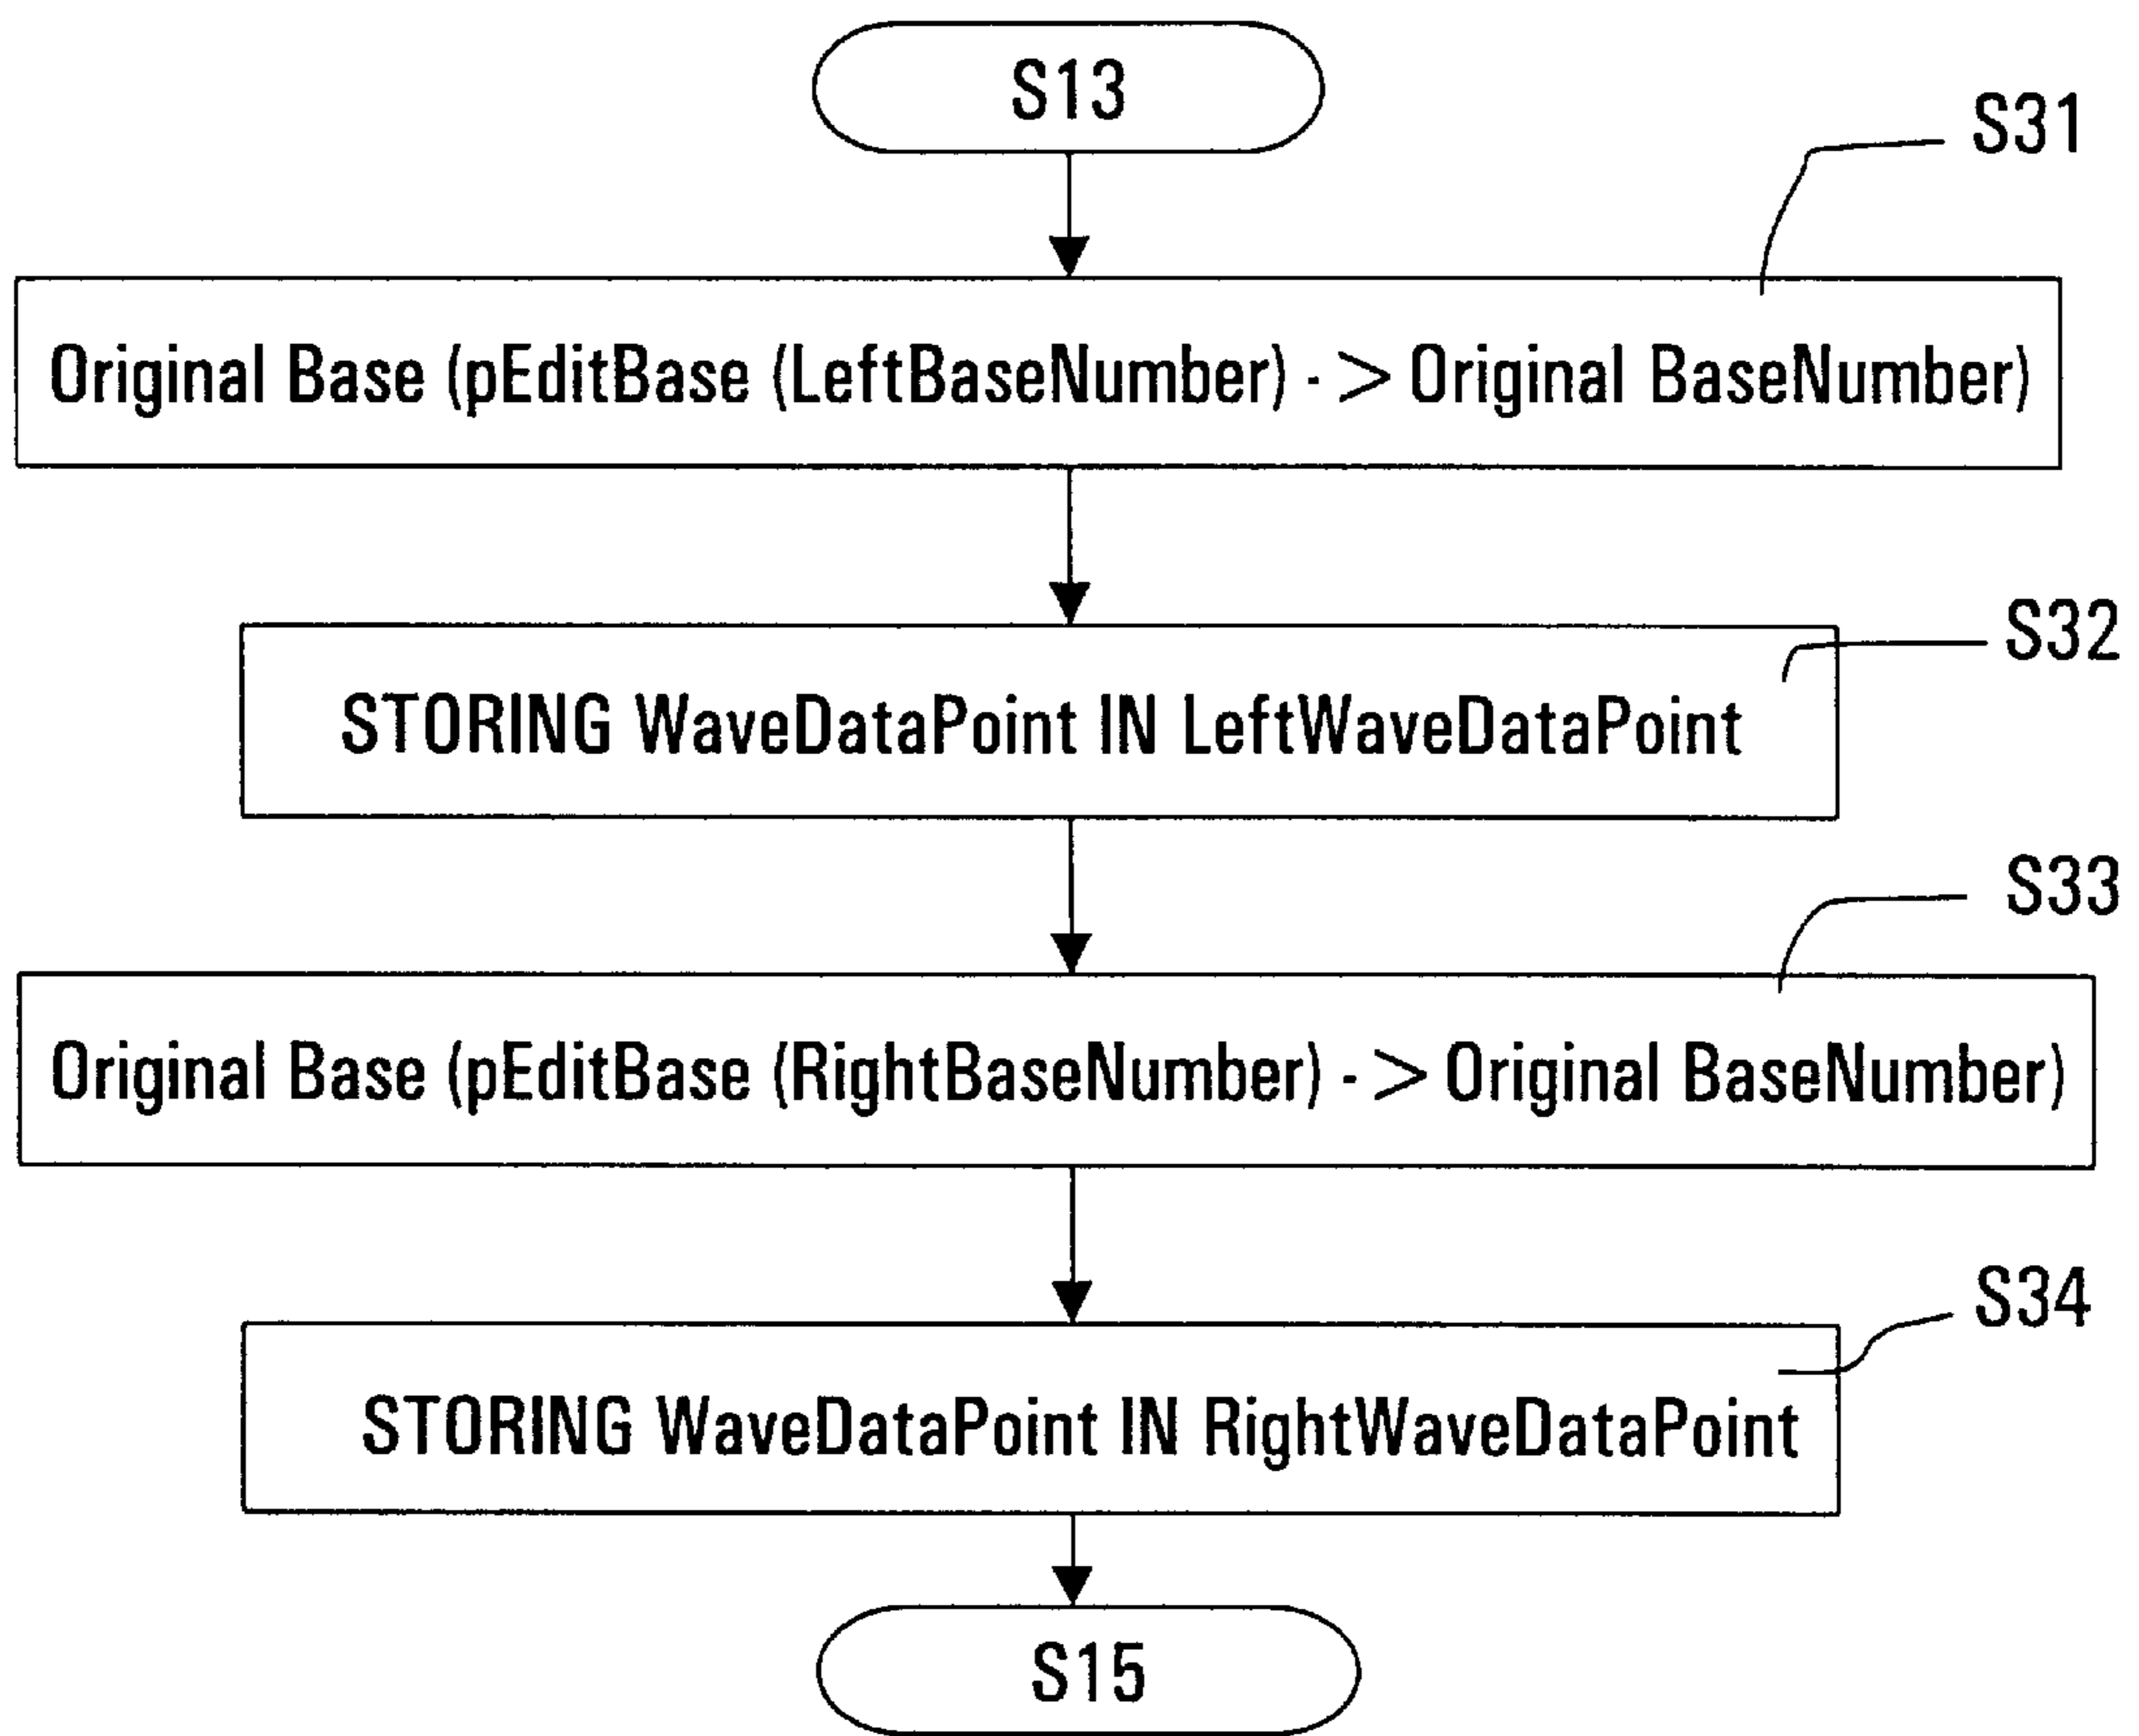 S13
S31
Original Base (pEditBase (LeftBaseNumber) - > Original BaseNumber)
S32
STORING WaveDataPoint IN LeftWaveDataPoint
S33
Original Base (pEditBase (RightBaseNumber) - > Original BaseNumber)
S34
STORING WaveDataPoint IN RightWaveDataPoint
S15